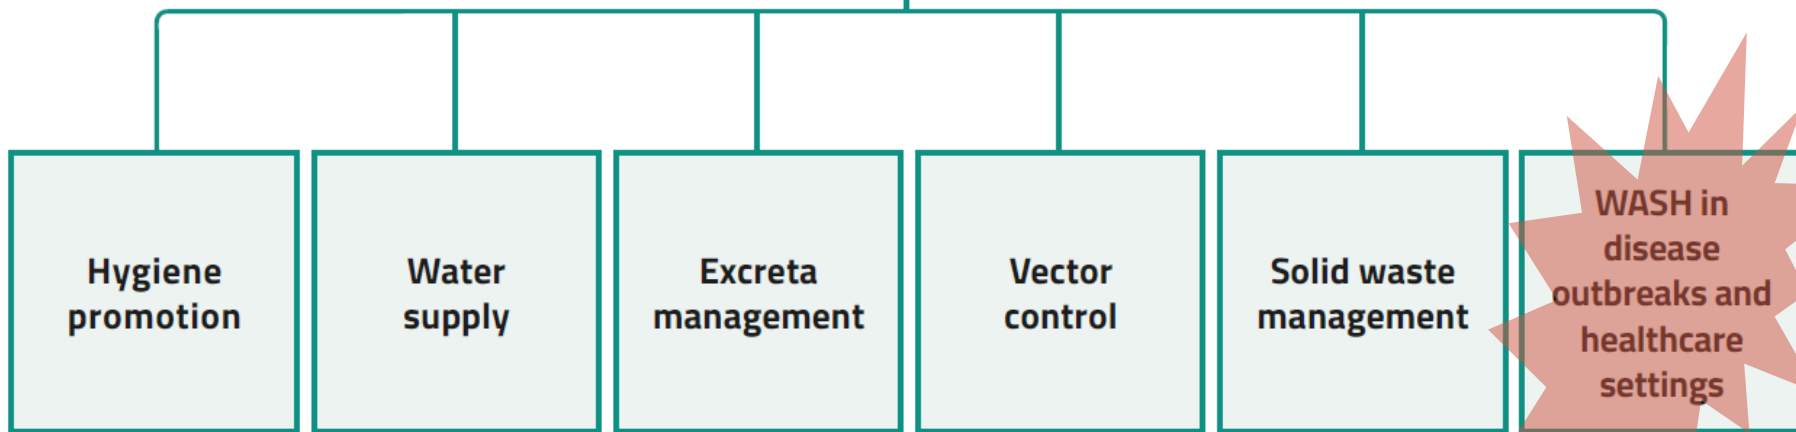 Hygiene
promotion
Water
supply
Excreta
management
Vector
control
Solid waste
management
WASH in
disease
outbreaks and
healthcare
settings